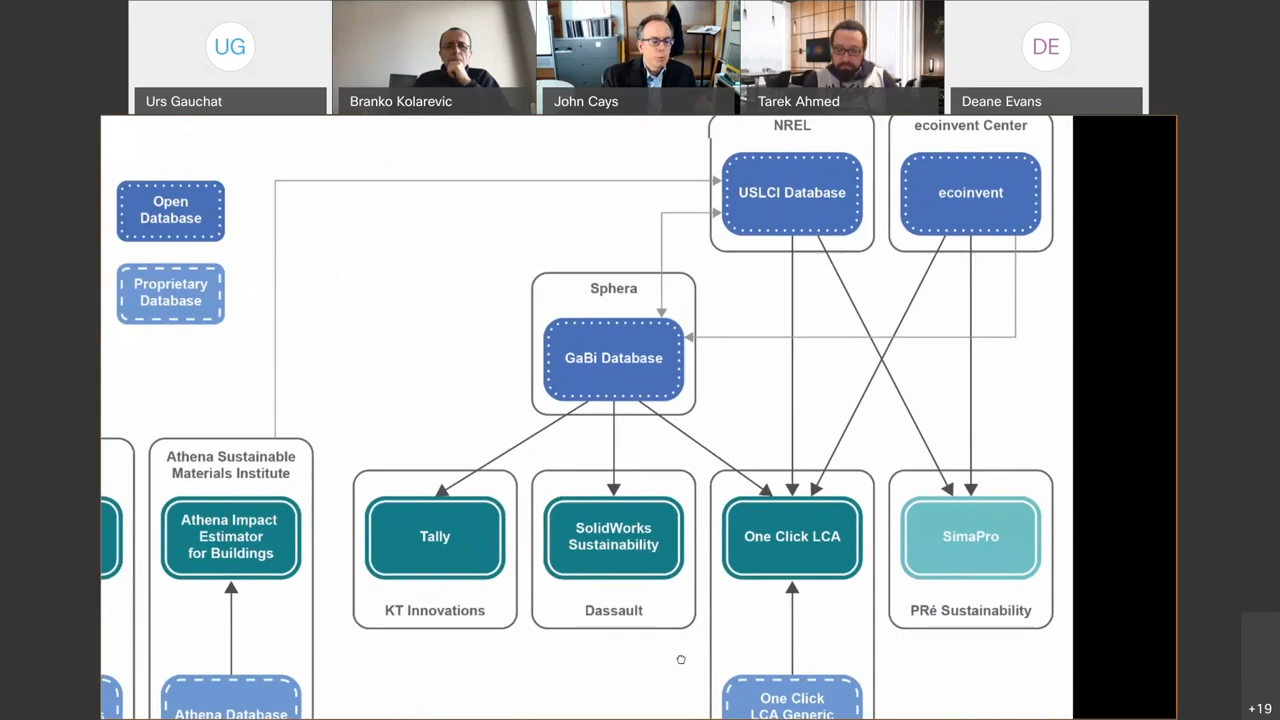 UG
DE
Urs Gauchat
Branko Kolarevic
John Cays
Tarek Ahmed
Deane Evans
NREL
ecoinvent Center
Open
Database
USLCI Database
ecoinvent
Proprietary
Database
Sphera
GaBi Database
Athena Sustainable
Materials Institute
Athena Impact
Estimator
for Buildings
Tally
SolidWorks
Sustainability
One Click LCA
SimaPro
KT Innovations
Dassault
PRé Sustainability
Athena Database
One Click
LCA Generic
+19